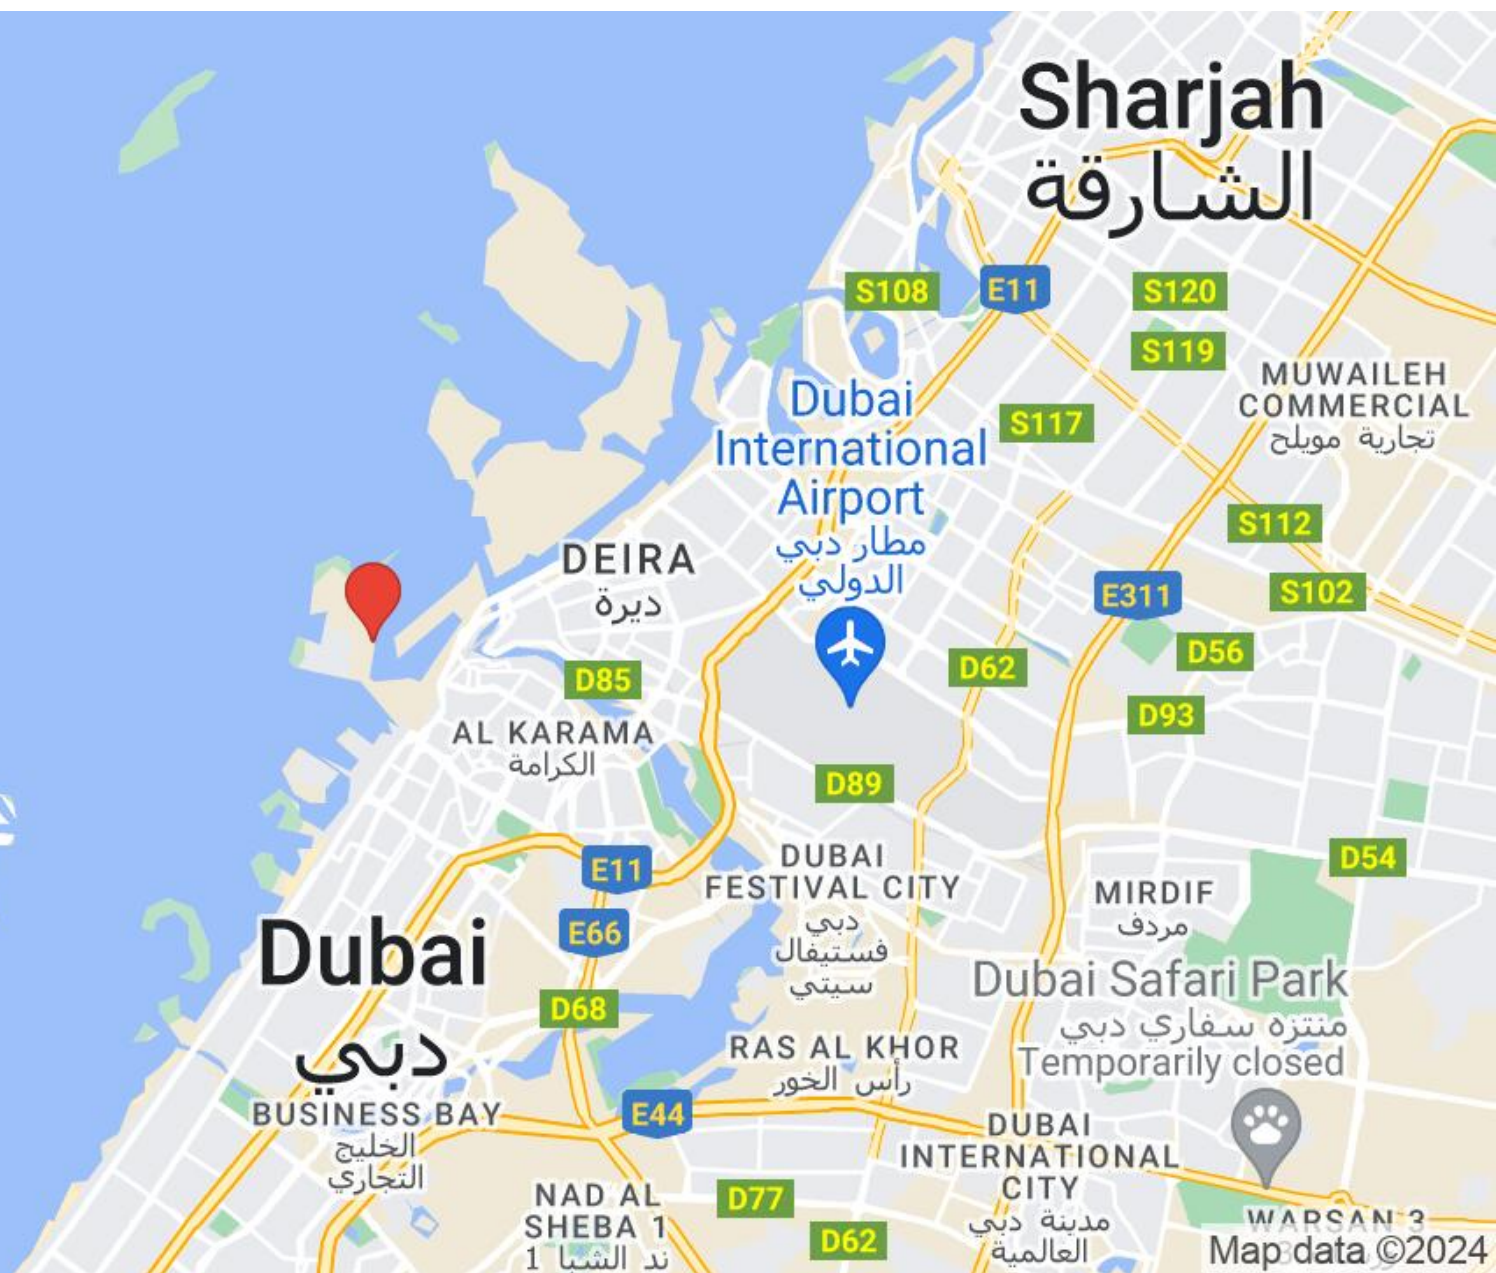 Sharjah
الشارقة
S108
E11
S120
S119
MUWAILEH
COMMERCIAL
تجارية مويلح
Dubai
International
Airport
مطار دبي
الدولي
S117
S112
DEIRA
ديرة
E311
S102
D56
D62
D85
D93
AL KARAMA
الكرامة
D89
DUBAI
FESTIVAL CITY
دبي
فستيفال
سيتي
D54
E11
MIRDIF
مردف
Dubai
دبي
E66
D68
Dubai Safari Park
منتزه سفاري دبي
Temporarily closed
RAS AL KHOR
رأس الخور
BUSINESS BAY
الخليج
التجاري
E44
DUBAI
INTERNATIONAL
CITY
مدينة دبي
العالمية
NAD AL
SHEBA 1
ند الشبا 1
D77
D62
WARSAN 3
Map data ©2024